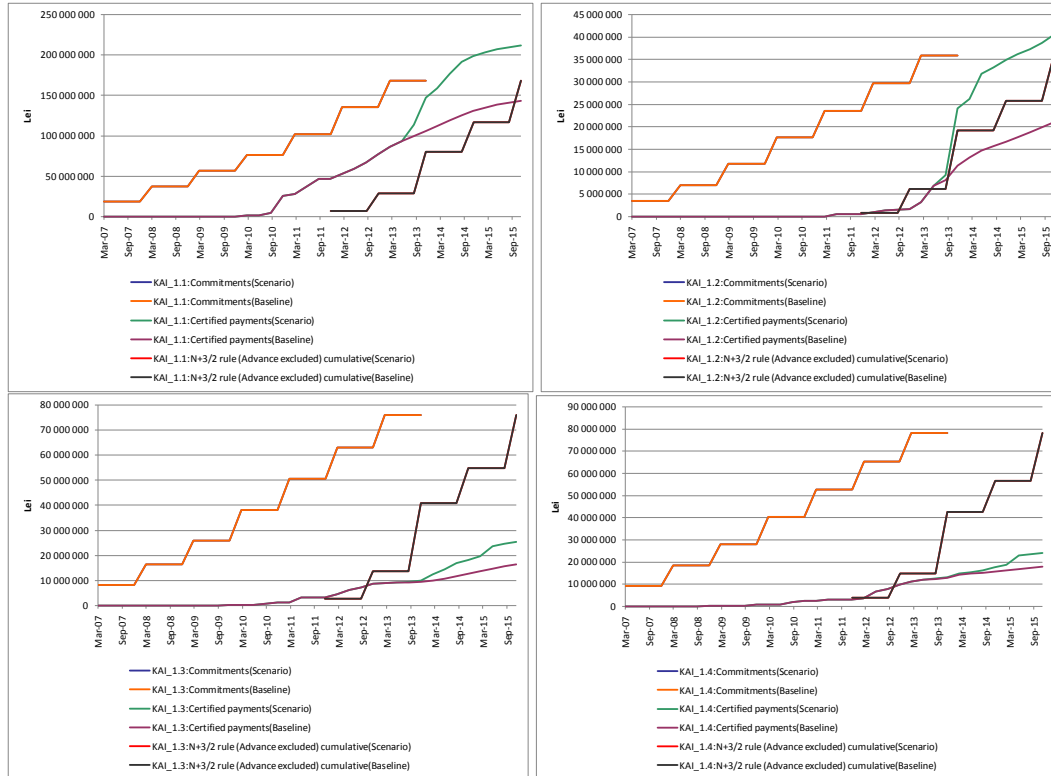 250 000 000
200 000 000
150 000 000
100 000 000
50 000 000
0
Lei
Mar-07
Sep-07
Mar-08
Sep-08
Mar-09
Sep-09
Mar-10
Sep-10
Mar-11
Sep-11
Mar-12
Sep-12
Mar-13
Sep-13
Mar-14
Sep-14
Mar-15
Sep-15
KAI_1.1:Commitments(Scenario)
KAI_1.1:Commitments(Baseline)
KAI_1.1:Certified payments(Scenario)
KAI_1.1:Certified payments(Baseline)
KAI_1.1:N+3/2 rule (Advance excluded) cumulative(Scenario)
KAI_1.1:N+3/2 rule (Advance excluded) cumulative(Baseline)
45 000 000
40 000 000
35 000 000
30 000 000
25 000 000
20 000 000
15 000 000
10 000 000
5 000 000
0
Lei
Mar-07
Sep-07
Mar-08
Sep-08
Mar-09
Sep-09
Mar-10
Sep-10
Mar-11
Sep-11
Mar-12
Sep-12
Mar-13
Sep-13
Mar-14
Sep-14
Mar-15
Sep-15
KAI_1.2:Commitments(Scenario)
KAI_1.2:Commitments(Baseline)
KAI_1.2:Certified payments(Scenario)
KAI_1.2:Certified payments(Baseline)
KAI_1.2:N+3/2 rule (Advance excluded) cumulative(Scenario)
KAI_1.2:N+3/2 rule (Advance excluded) cumulative(Baseline)
80 000 000
70 000 000
60 000 000
50 000 000
40 000 000
30 000 000
20 000 000
10 000 000
0
Lei
Mar-07
Sep-07
Mar-08
Sep-08
Mar-09
Sep-09
Mar-10
Sep-10
Mar-11
Sep-11
Mar-12
Sep-12
Mar-13
Sep-13
Mar-14
Sep-14
Mar-15
Sep-15
KAI_1.3:Commitments(Scenario)
KAI_1.3:Commitments(Baseline)
KAI_1.3:Certified payments(Scenario)
KAI_1.3:Certified payments(Baseline)
KAI_1.3:N+3/2 rule (Advance excluded) cumulative(Scenario)
KAI_1.3:N+3/2 rule (Advance excluded) cumulative(Baseline)
90 000 000
80 000 000
70 000 000
60 000 000
50 000 000
40 000 000
30 000 000
20 000 000
10 000 000
0
Lei
Mar-07
Sep-07
Mar-08
Sep-08
Mar-09
Sep-09
Mar-10
Sep-10
Mar-11
Sep-11
Mar-12
Sep-12
Mar-13
Sep-13
Mar-14
Sep-14
Mar-15
Sep-15
KAI_1.4:Commitments(Scenario)
KAI_1.4:Commitments(Baseline)
KAI_1.4:Certified payments(Scenario)
KAI_1.4:Certified payments(Baseline)
KAI_1.4:N+3/2 rule (Advance excluded) cumulative(Scenario)
KAI_1.4:N+3/2 rule (Advance excluded) cumulative(Baseline)